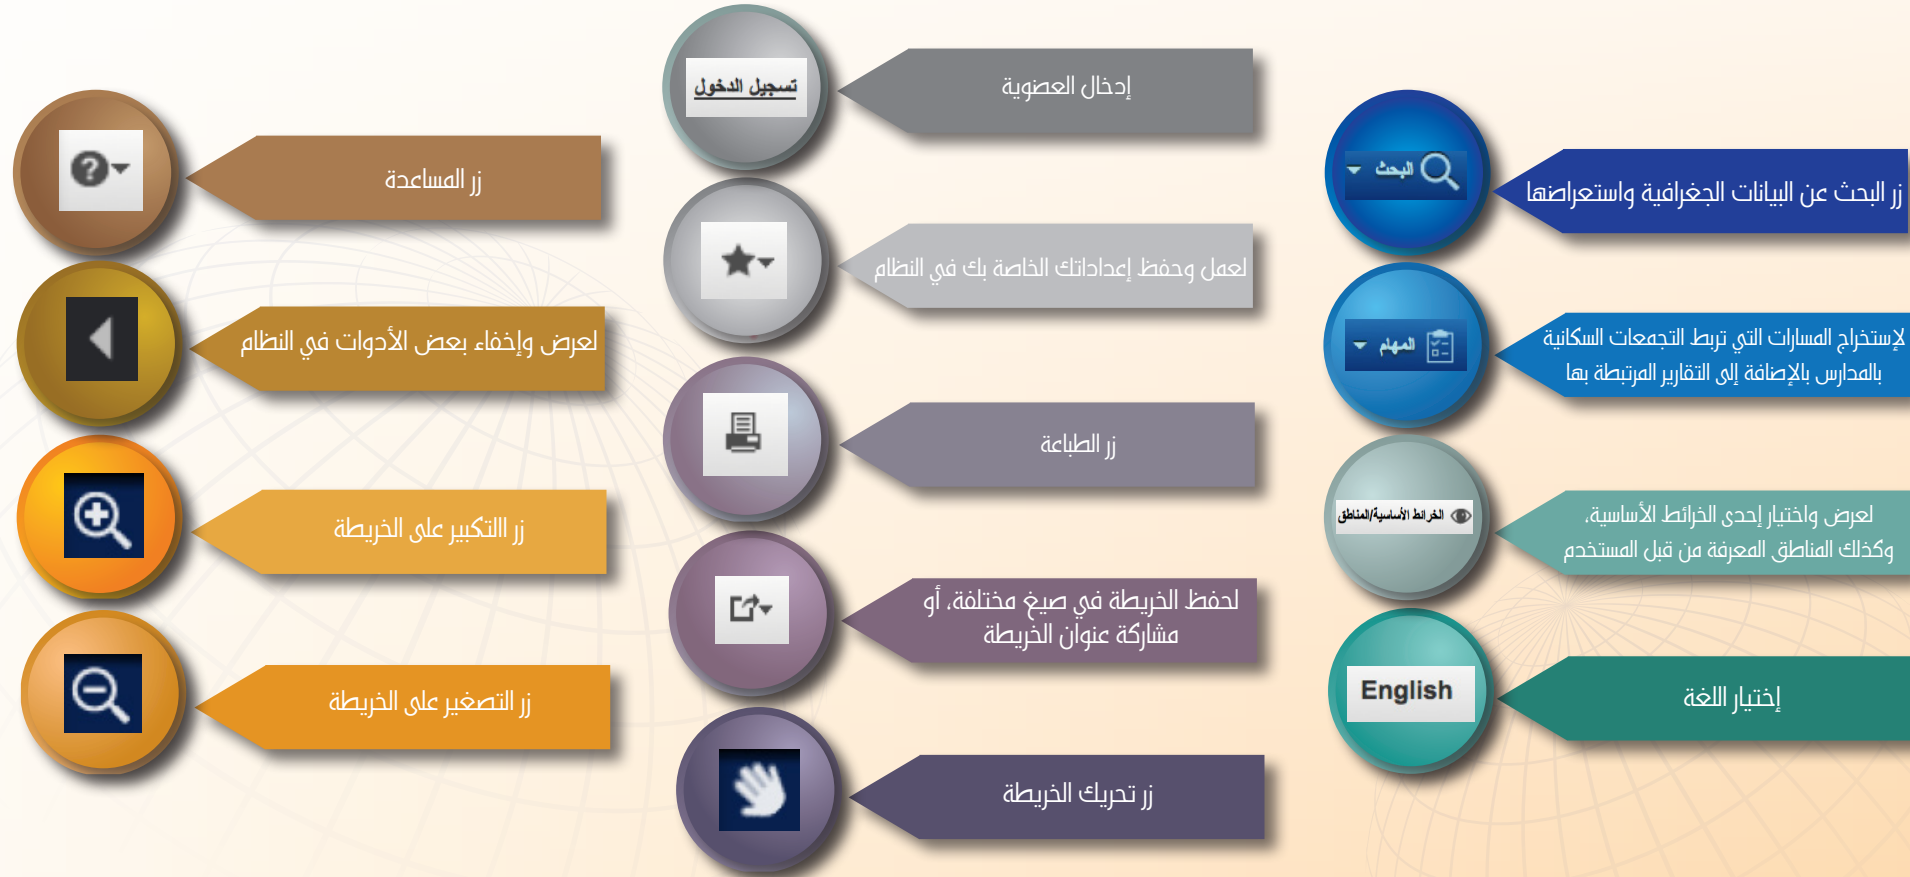 البحث
زر البحث عن البيانات الجغرافية واستعراضها
المهام
لإستخراج المسارات التي تربط التجمعات السكانية
بالمدارس بالإضافة إلى التقارير المرتبطة بها
الخرائط الأساسية/المناطق
لعرض واختيار إحدى الخرائط الأساسية،
وكذلك المناطق المعرفة من قبل المستخدم
English
إختيار اللغة
تسجيل الدخول
إدخال العضوية
لعمل وحفظ إعداداتك الخاصة بك في النظام
زر الطباعة
لحفظ الخريطة في صيغ مختلفة، أو
مشاركة عنوان الخريطة
زر تحريك الخريطة
زر المساعدة
لعرض وإخفاء بعض الأدوات في النظام
زر االتكبير على الخريطة
زر التصغير على الخريطة